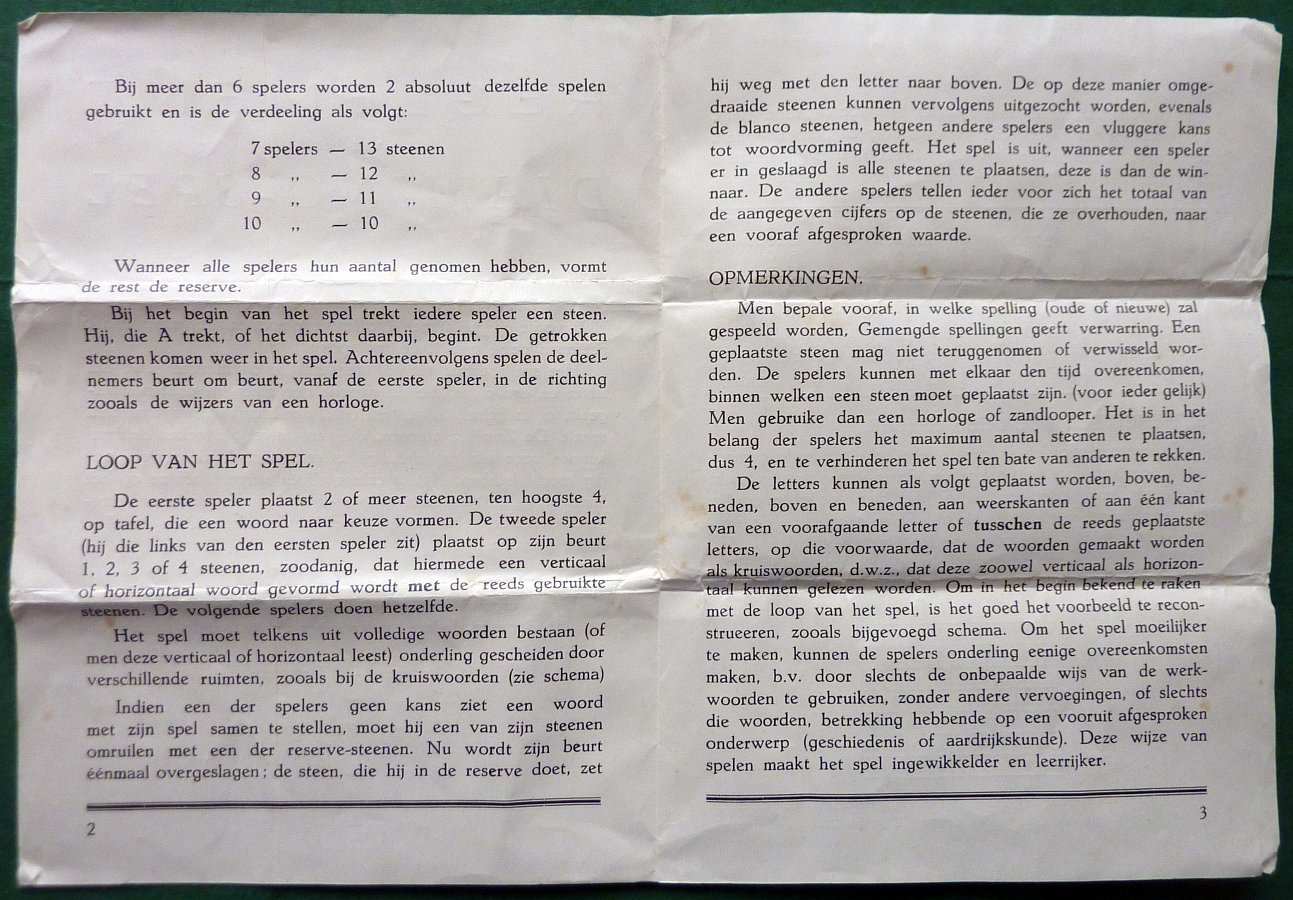 Bij meer dan 6 spelers worden 2 absoluut dezelfde spelen
gebruikt en is de verdeeling als volgt:
7 spelers — 13 steenen
8 ,, — 12 ,,
9 ,, — 11 ,,
10 ,, — 10 ,,
Wanneer alle spelers hun aantal genomen hebben, vormt
de rest de reserve.
Bij het begin van het spel trekt iedere speler een steen.
Hij, die A trekt, of het dichtst daarbij, begint. De getrokken
steenen komen weer in het spel. Achtereenvolgens spelen de deel-
nemers beurt om beurt, vanaf de eerste speler, in de richting
zooals de wijzers van een horloge.
LOOP VAN HET SPEL.
De eerste speler plaatst 2 of meer steenen, ten hoogste 4,
op tafel, die een woord naar keuze vormen. De tweede speler
(hij die links van den eersten speler zit) plaatst op zijn beurt
1, 2, 3 of 4 steenen, zoodanig, dat hiermede een verticaal
of horizontaal woord gevormd wordt met de reeds gebruikte
steenen. De volgende spelers doen hetzelfde.
Het spel moet telkens uit volledige woorden bestaan (of
men deze verticaal of horizontaal leest) onderling gescheiden door
verschillende ruimten, zooals bij de kruiswoorden (zie schema)
Indien een der spelers geen kans ziet een woord
met zijn spel samen te stellen, moet hij een van zijn steenen
omruilen met een der reserve-steenen. Nu wordt zijn beurt
éénmaal overgeslagen; de steen, die hij in de reserve doet, zet
2
hij weg met den letter naar boven. De op deze manier omge-
draaide steenen kunnen vervolgens uitgezocht worden, evenals
de blanco steenen, hetgeen andere spelers een vluggere kans
tot woordvorming geeft. Het spel is uit, wanneer een speler
er in geslaagd is alle steenen te plaatsen, deze is dan de win-
naar. De andere spelers tellen ieder voor zich het totaal van
de aangegeven cijfers op de steenen, die ze overhouden, naar
een vooraf afgesproken waarde.
OPMERKINGEN.
Men bepale vooraf, in welke spelling (oude of nieuwe) zal
gespeeld worden, Gemengde spellingen geeft verwarring. Een
geplaatste steen mag niet teruggenomen of verwisseld wor-
den. De spelers kunnen met elkaar den tijd overeenkomen,
binnen welken een steen moet geplaatst zijn. (voor ieder gelijk)
Men gebruike dan een horloge of zandlooper. Het is in het
belang der spelers het maximum aantal steenen te plaatsen,
dus 4, en te verhinderen het spel ten bate van anderen te rekken.
De letters kunnen als volgt geplaatst worden, boven, be-
neden, boven en beneden, aan weerskanten of aan één kant
van een voorafgaande letter of tusschen de reeds geplaatste
letters, op die voorwaarde, dat de woorden gemaakt worden
als kruiswoorden, d.w.z., dat deze zoowel verticaal als horizon-
taal kunnen gelezen worden. Om in het begin bekend te raken
met de loop van het spel, is het goed het voorbeeld te recon-
strueeren, zooals bijgevoegd schema. Om het spel moeilijker
te maken, kunnen de spelers onderling eenige overeenkomsten
maken, b.v. door slechts de onbepaalde wijs van de werk-
woorden te gebruiken, zonder andere vervoegingen, of slechts
die woorden, betrekking hebbende op een vooruit afgesproken
onderwerp (geschiedenis of aardrijkskunde). Deze wijze van
spelen maakt het spel ingewikkelder en leerrijker.
3